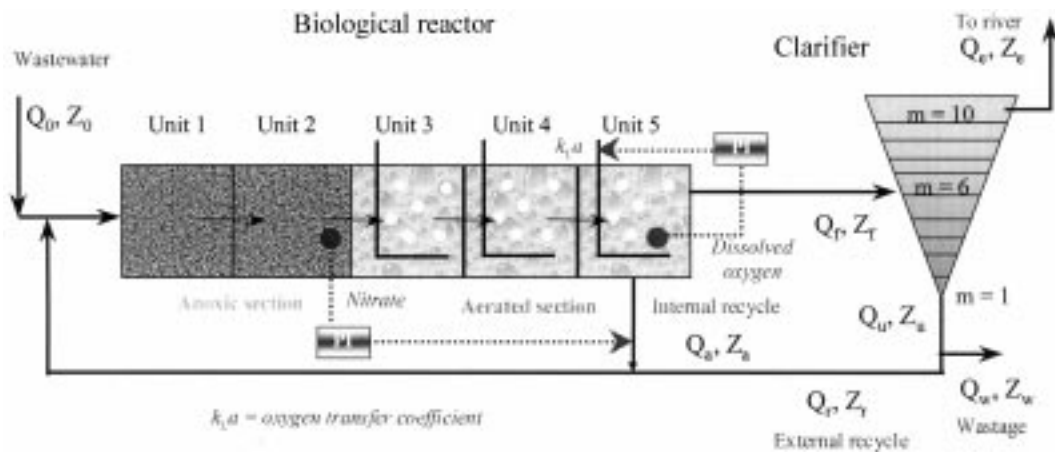 Biological reactor
To river
Qe, Ze
Clarifier
Wastewater
Q0, Z0
Unit 1
Unit 2
Unit 3
Unit 4
Unit 5
kLa
m = 10
m = 6
Qf, Zf
Dissolved
oxygen
Anoxic section
Nitrate
Aerated section
Internal recycle
m = 1
Qu, Zu
Qa, Za
Qw, Zw
Wastage
kLa = oxygen transfer coefficient
Qr, Zr
External recycle